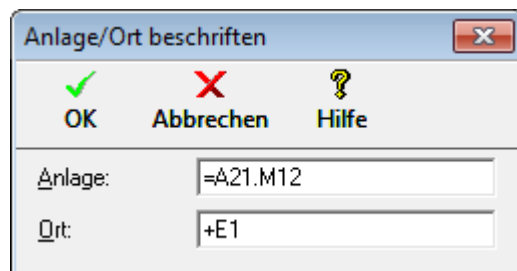 Anlage/Ort beschriften
OK Abbrechen Hilfe
Anlage: =A21.M12
Ort: +E1